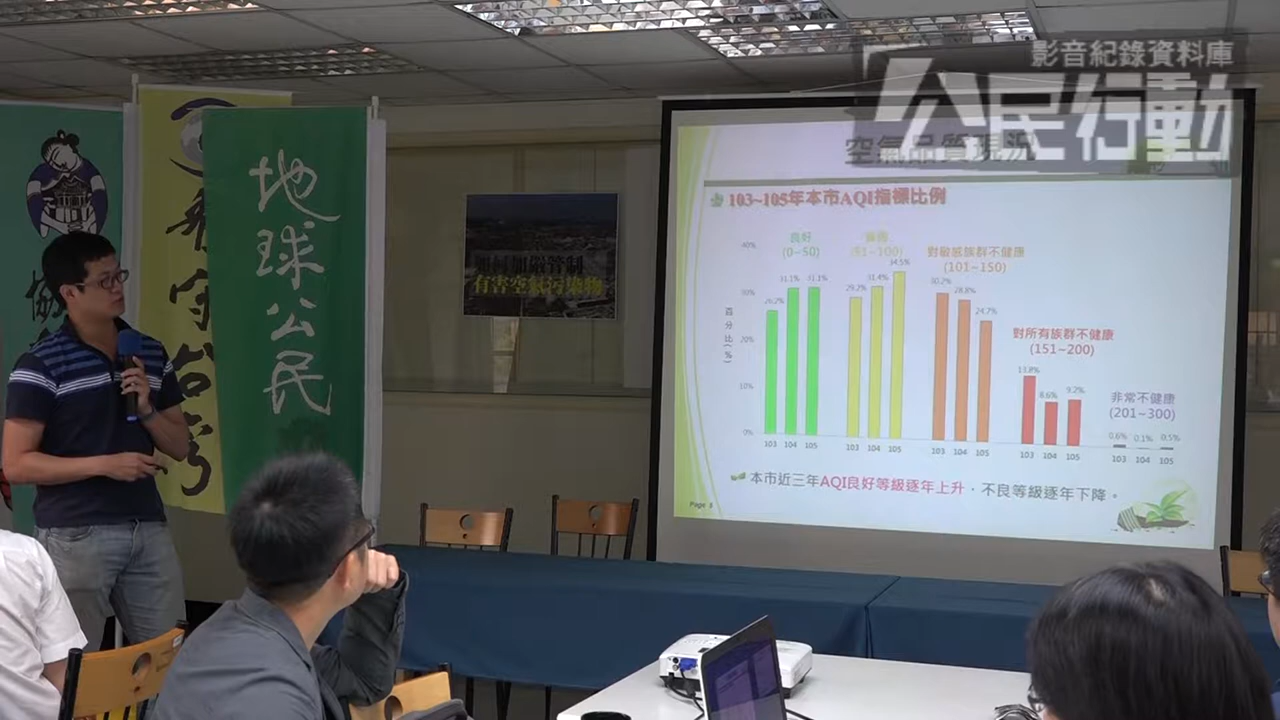 影音紀錄資料庫
公民行動
空氣品質現況
103~105年本市AQI指標比例
良好
(0~50)
普通
(51~100)
對敏感族群不健康
(101~150)
對所有族群不健康
(151~200)
非常不健康
(201~300)
百分比(%)
40%
30%
20%
10%
0%
26.2% 31.1% 31.1%
29.2% 31.4% 34.5%
30.2% 28.8% 24.7%
13.8% 8.6% 9.2%
0.6% 0.1% 0.5%
103 104 105
103 104 105
103 104 105
103 104 105
103 104 105
本市近三年AQI良好等級逐年上升，不良等級逐年下降。
Page 3
如何加嚴管制
有害空氣污染物
地球公民
看守台灣
協